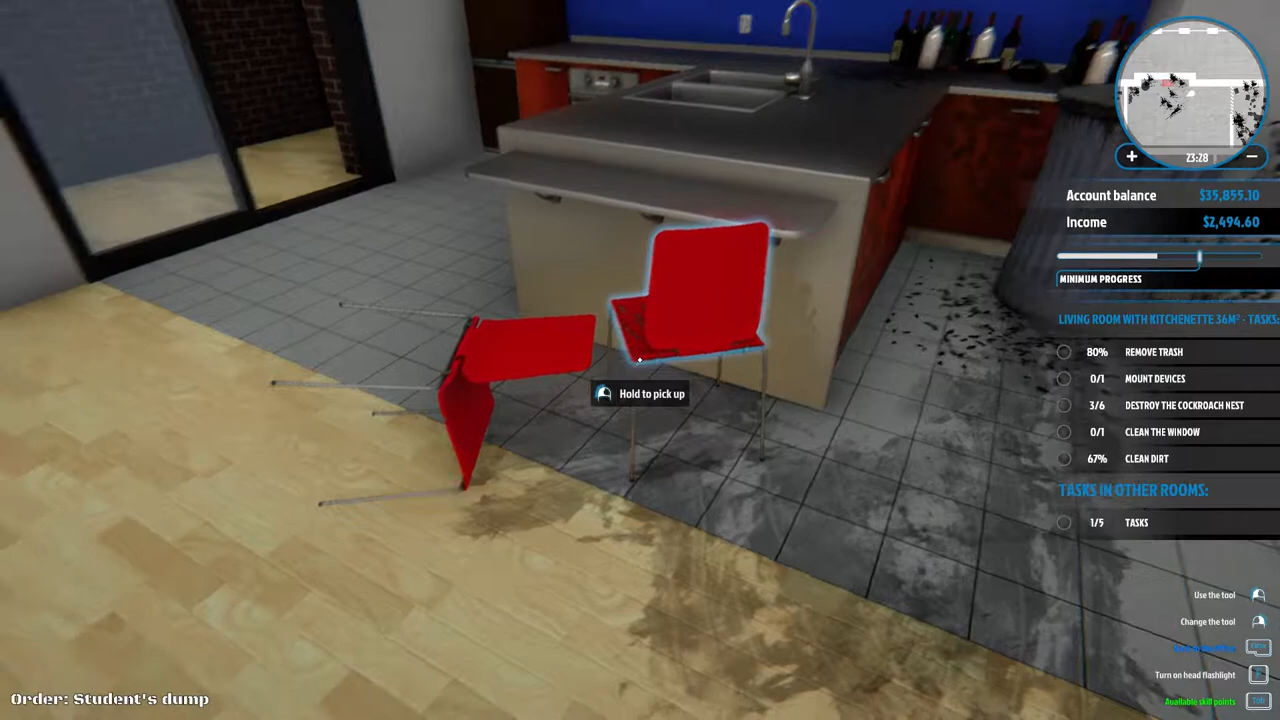 23:28
Account balance $35,855.10
Income $2,494.60
MINIMUM PROGRESS
LIVING ROOM WITH KITCHENETTE 36M² - TASKS:
80% REMOVE TRASH
0/1 MOUNT DEVICES
Hold to pick up
3/6 DESTROY THE COCKROACH NEST
0/1 CLEAN THE WINDOW
67% CLEAN DIRT
TASKS IN OTHER ROOMS:
1/5 TASKS
Use the tool
Change the tool
Turn on head flashlight
Available skill points Tab
Order: Student's dump